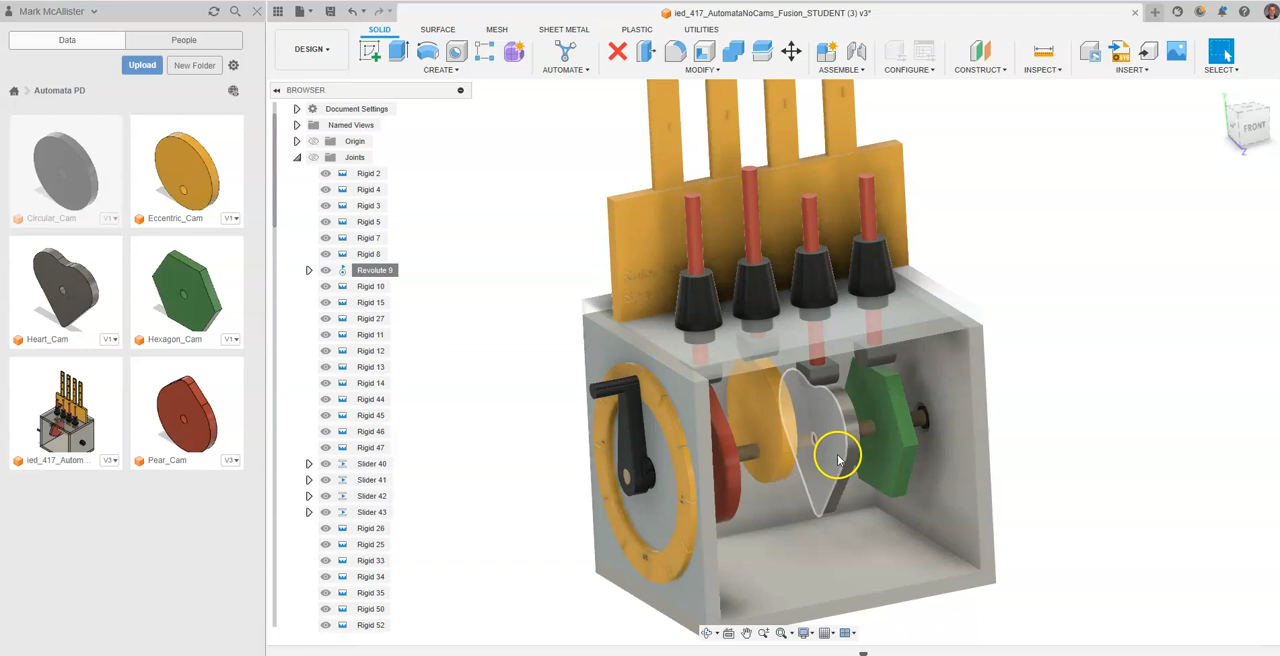 Mark McAllister
ied_417_AutomataNoCams_Fusion_STUDENT (3) v3*
Data
People
Upload
New Folder
Automata PD
Circular_Cam
V1
Eccentric_Cam
V1
Heart_Cam
V1
Hexagon_Cam
V1
ied_417_Autom...
V3
Pear_Cam
V3
DESIGN
SOLID
SURFACE
MESH
SHEET METAL
PLASTIC
UTILITIES
CREATE
AUTOMATE
MODIFY
ASSEMBLE
CONFIGURE
CONSTRUCT
INSPECT
INSERT
SELECT
BROWSER
Document Settings
Named Views
Origin
Joints
Rigid 2
Rigid 4
Rigid 3
Rigid 5
Rigid 7
Rigid 8
Revolute 9
Rigid 10
Rigid 15
Rigid 27
Rigid 11
Rigid 12
Rigid 13
Rigid 14
Rigid 44
Rigid 45
Rigid 46
Rigid 47
Slider 40
Slider 41
Slider 42
Slider 43
Rigid 26
Rigid 25
Rigid 33
Rigid 34
Rigid 35
Rigid 50
Rigid 52
FRONT
Z